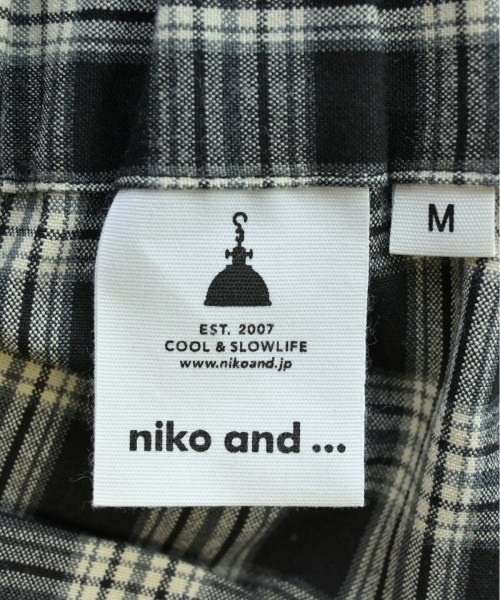 M
EST. 2007
COOL & SLOWLIFE
www.nikoand.jp
niko and ...